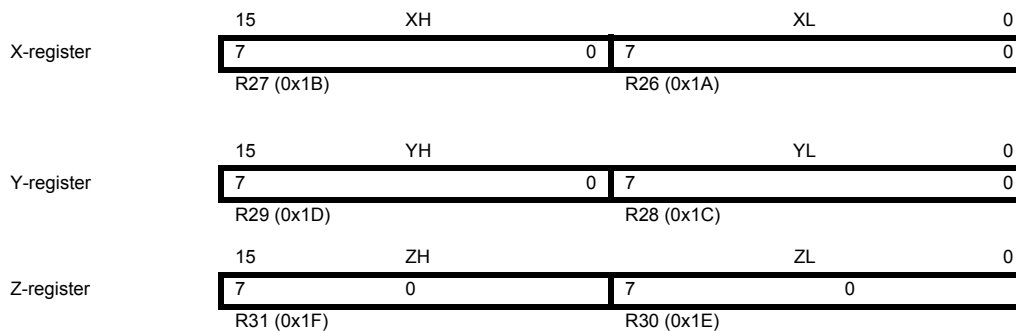 15 XH XL 0
X-register 7 0 7 0
R27 (0x1B) R26 (0x1A)
15 YH YL 0
Y-register 7 0 7 0
R29 (0x1D) R28 (0x1C)
15 ZH ZL 0
Z-register 7 0 7 0
R31 (0x1F) R30 (0x1E)